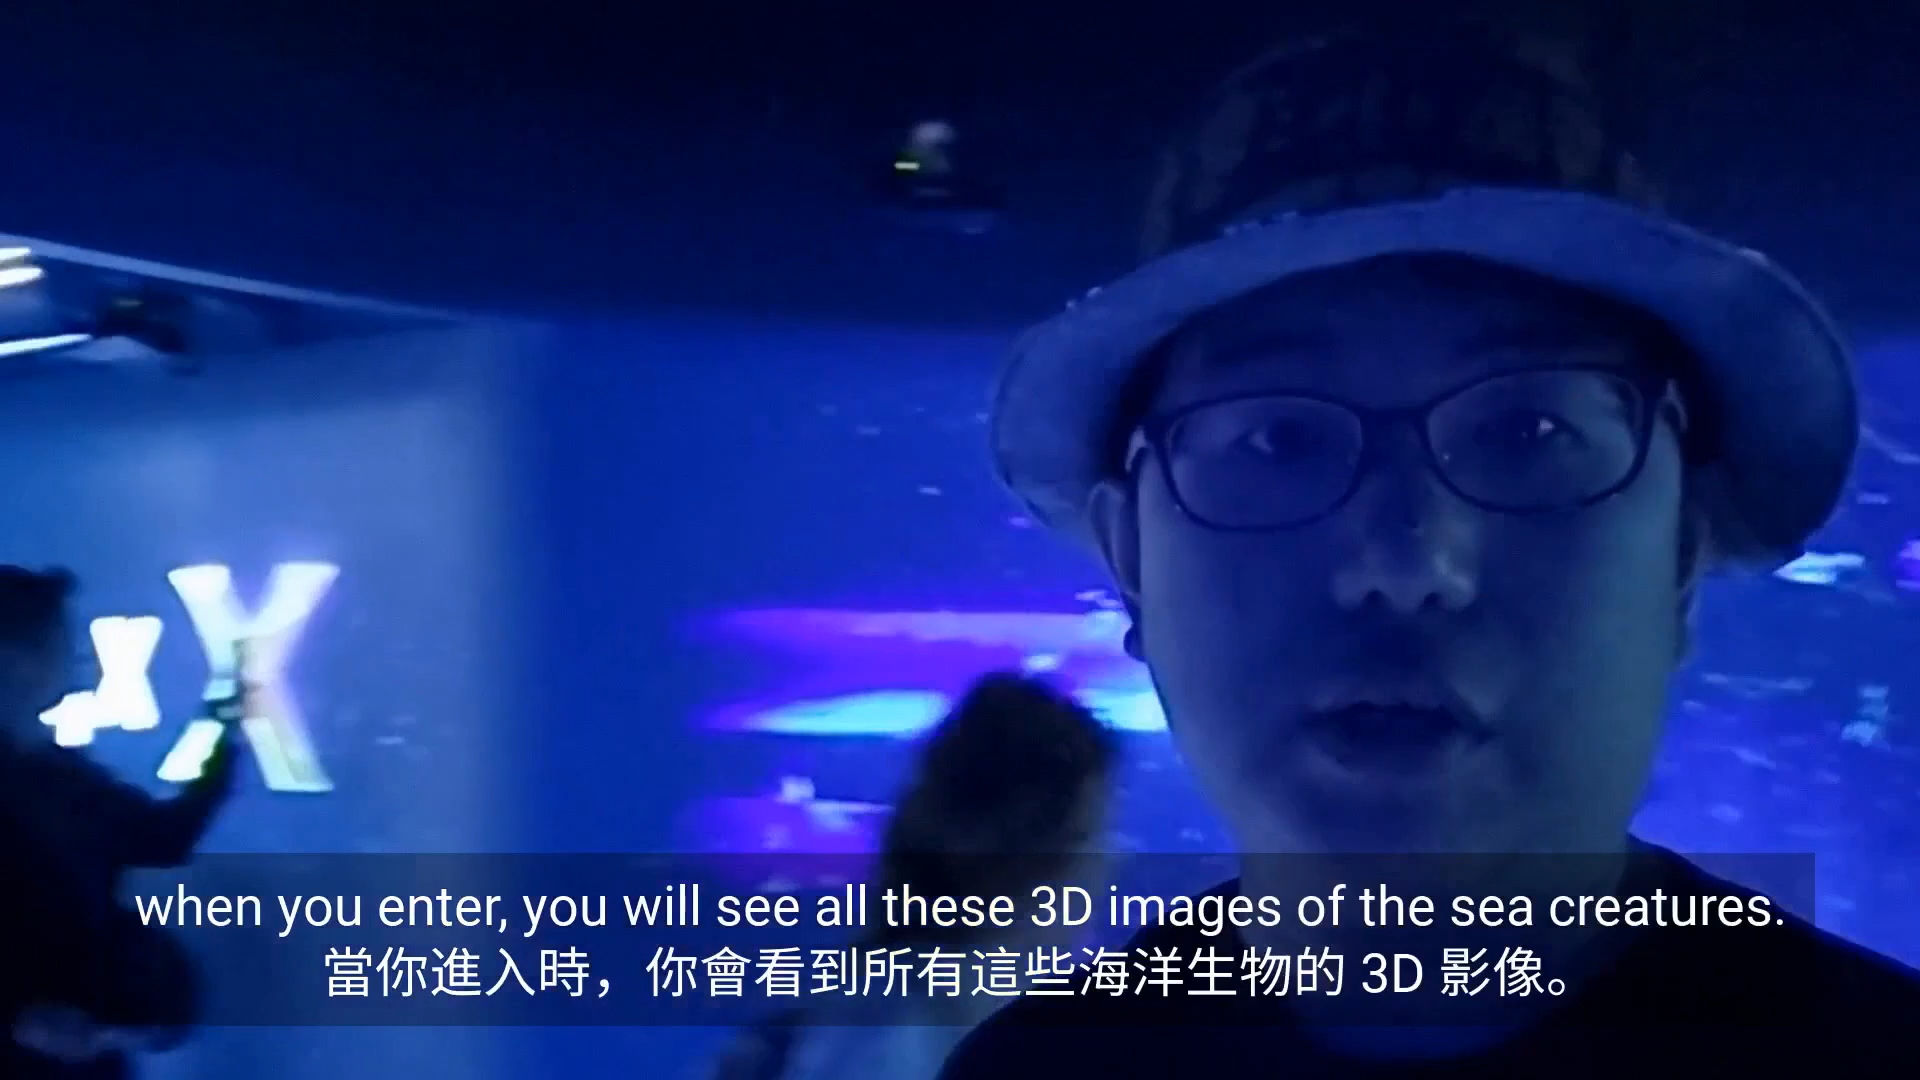 X
when you enter, you will see all these 3D images of the sea creatures.
當你進入時，你會看到所有這些海洋生物的 3D 影像。